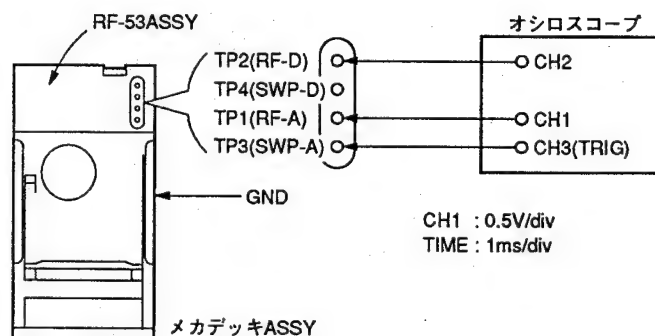 RF-53ASSY
オシロスコープ
TP2(RF-D)
CH2
TP4(SWP-D)
TP1(RF-A)
CH1
TP3(SWP-A)
CH3(TRIG)
GND
CH1 : 0.5V/div
TIME : 1ms/div
メカデッキASSY